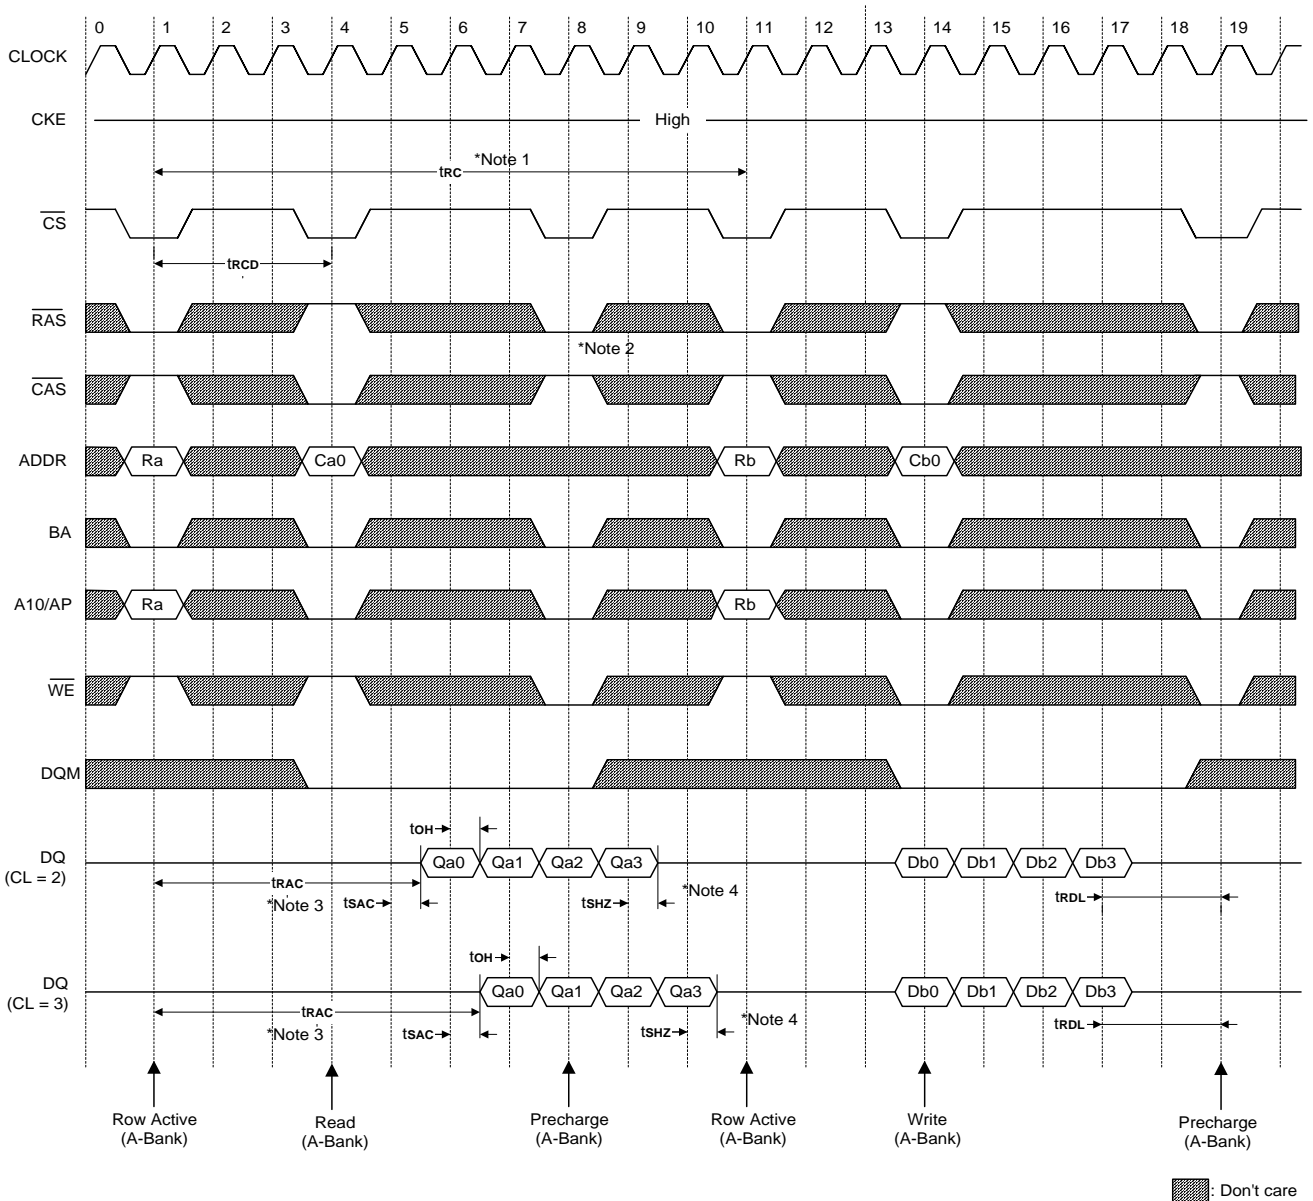 0 1 2 3 4 5 6 7 8 9 10 11 12 13 14 15 16 17 18 19
CLOCK
CKE High
*Note 1
tRC
CS
tRCD
RAS
*Note 2
CAS
ADDR Ra Ca0 Rb Cb0
BA
A10/AP Ra Rb
WE
DQM
tOH
DQ
(CL = 2)
Qa0 Qa1 Qa2 Qa3 Db0 Db1 Db2 Db3
tRAC
*Note 3
tSAC tSHZ *Note 4 tRDL
tOH
DQ
(CL = 3)
Qa0 Qa1 Qa2 Qa3 Db0 Db1 Db2 Db3
tRAC
*Note 3
tSAC tSHZ *Note 4 tRDL
Row Active
(A-Bank)
Read
(A-Bank)
Precharge
(A-Bank)
Row Active
(A-Bank)
Write
(A-Bank)
Precharge
(A-Bank)
: Don't care